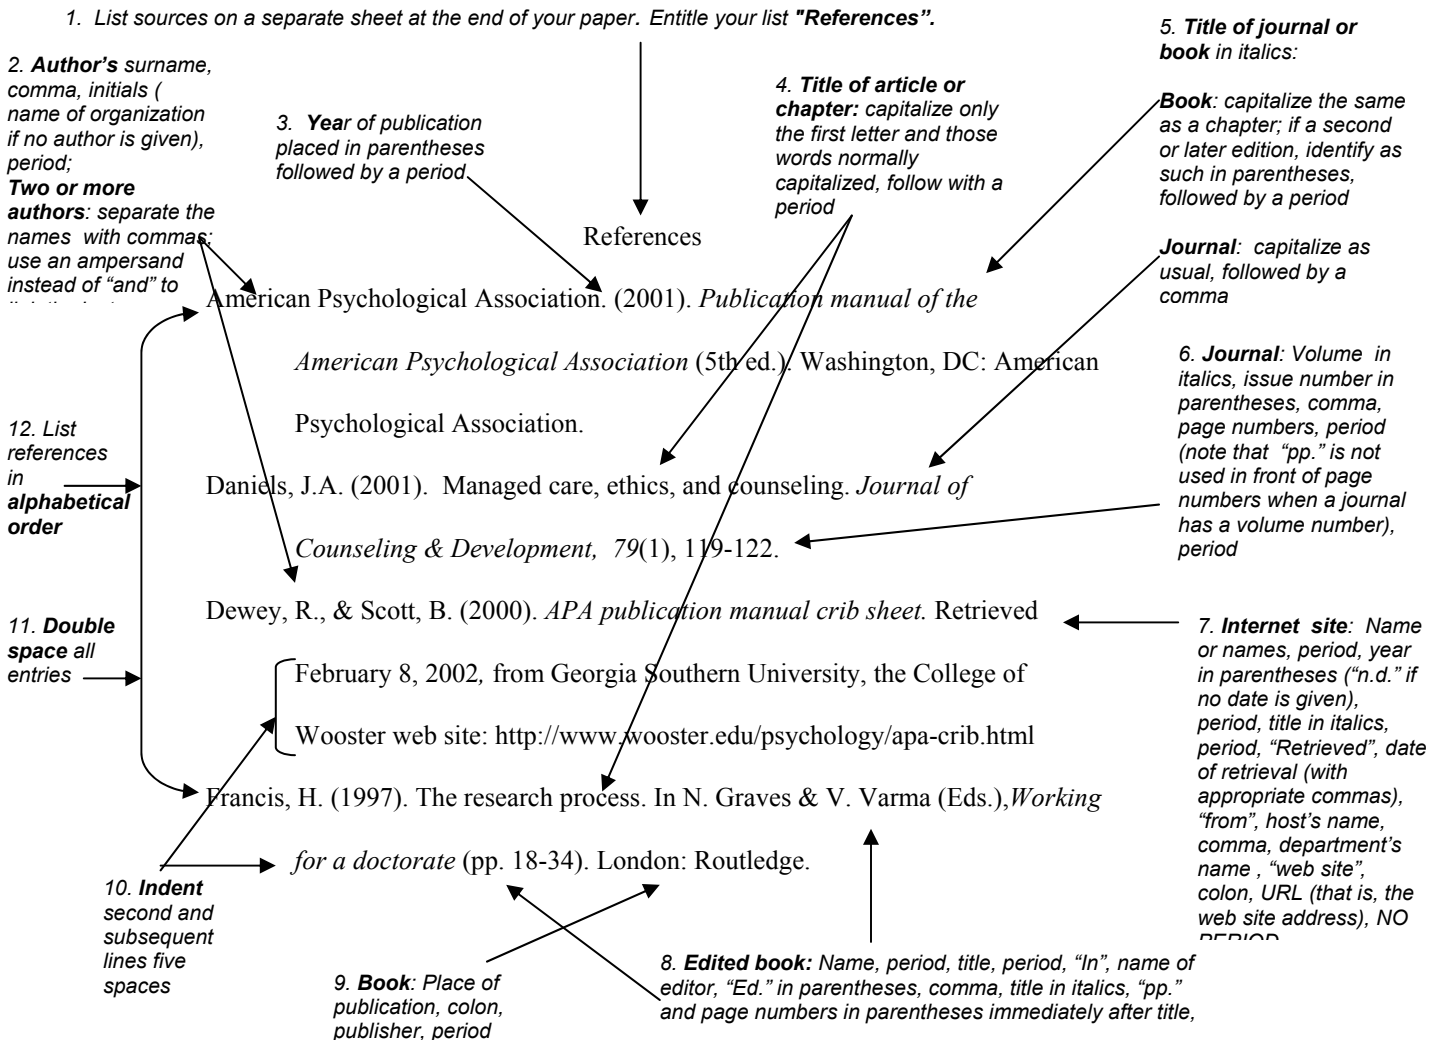 1. List sources on a separate sheet at the end of your paper. Entitle your list "References”.
2. Author's surname,
comma, initials (
name of organization
if no author is given),
period;
Two or more
authors: separate the
names with commas;
use an ampersand
instead of “and” to
3. Year of publication
placed in parentheses
followed by a period
4. Title of article or
chapter: capitalize only
the first letter and those
words normally
capitalized, follow with a
period
5. Title of journal or
book in italics:
Book: capitalize the same
as a chapter; if a second
or later edition, identify as
such in parentheses,
followed by a period
Journal: capitalize as
usual, followed by a
comma
References
American Psychological Association. (2001). Publication manual of the
American Psychological Association (5th ed.). Washington, DC: American
Psychological Association.
Daniels, J.A. (2001). Managed care, ethics, and counseling. Journal of
Counseling & Development, 79(1), 119-122.
Dewey, R., & Scott, B. (2000). APA publication manual crib sheet. Retrieved
February 8, 2002, from Georgia Southern University, the College of
Wooster web site: http://www.wooster.edu/psychology/apa-crib.html
Francis, H. (1997). The research process. In N. Graves & V. Varma (Eds.),Working
for a doctorate (pp. 18-34). London: Routledge.
6. Journal: Volume in
italics, issue number in
parentheses, comma,
page numbers, period
(note that “pp.” is not
used in front of page
numbers when a journal
has a volume number),
period
7. Internet site: Name
or names, period, year
in parentheses (“n.d.” if
no date is given),
period, title in italics,
period, “Retrieved”, date
of retrieval (with
appropriate commas),
“from”, host’s name,
comma, department’s
name , “web site”,
colon, URL (that is, the
web site address), NO
PERIOD
8. Edited book: Name, period, title, period, “In”, name of
editor, “Ed.” in parentheses, comma, title in italics, “pp.”
and page numbers in parentheses immediately after title,
9. Book: Place of
publication, colon,
publisher, period
10. Indent
second and
subsequent
lines five
spaces
11. Double
space all
entries
12. List
references
in
alphabetical
order